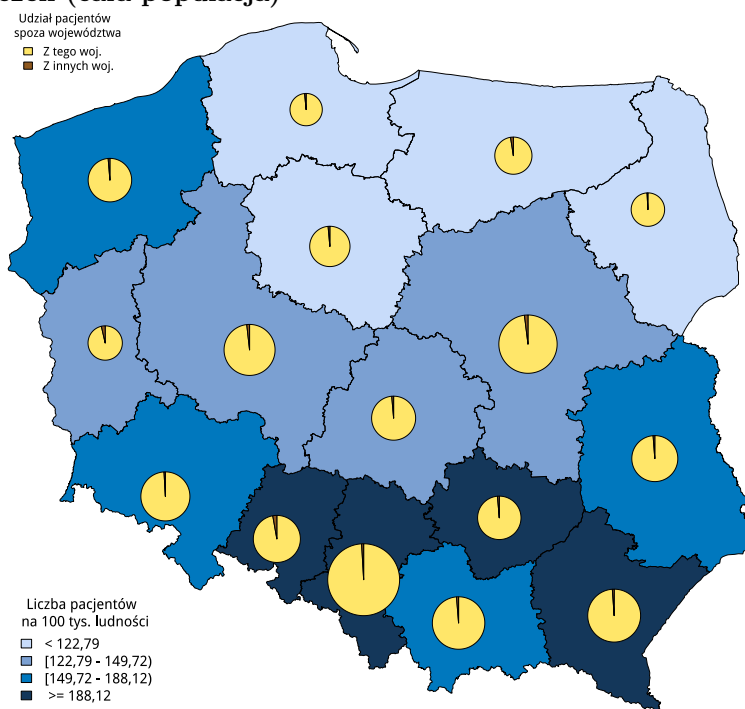 Udział pacjentów
spoza województwa
Z tego woj.
Z innych woj.
Liczba pacjentów
na 100 tys. ludności
< 122,79
[122,79 - 149,72)
[149,72 - 188,12)
>= 188,12